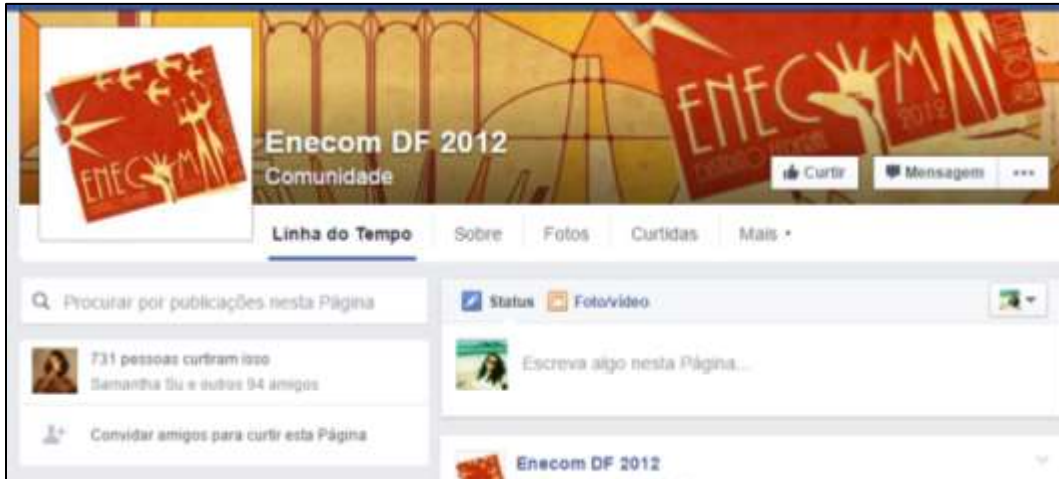 ENECOM
ENECOM
2012
DISTRITO FEDERAL
Enecom DF 2012
Comunidade
Curtir
Mensagem
Linha do Tempo
Sobre
Fotos
Curtidas
Mais
Procurar por publicações nesta Página
Status
Foto/vídeo
731 pessoas curtiram isso
Samantha Su e outros 94 amigos
Escreva algo nesta Página...
Convidar amigos para curtir esta Página
Enecom DF 2012